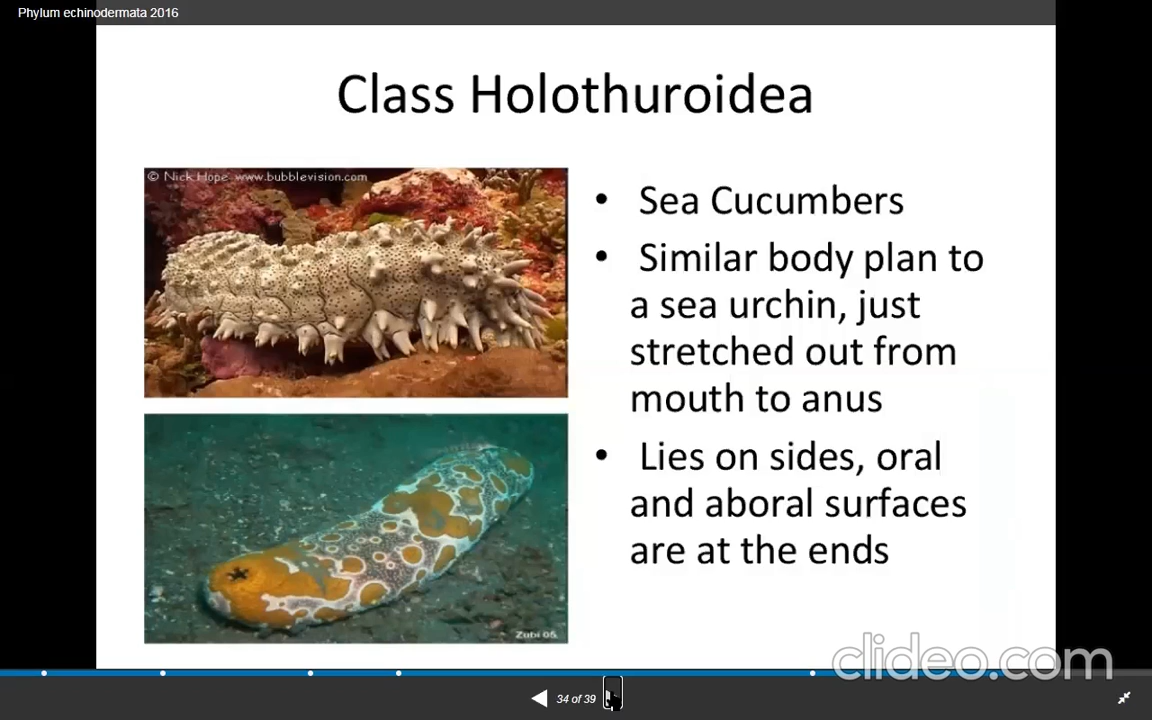 Phylum echinodermata 2016
Class Holothuroidea
© Nick Hope www.bubblevision.com
• Sea Cucumbers
• Similar body plan to
a sea urchin, just
stretched out from
mouth to anus
• Lies on sides, oral
and aboral surfaces
are at the ends
Zubi 05
clideo.com
34 of 39